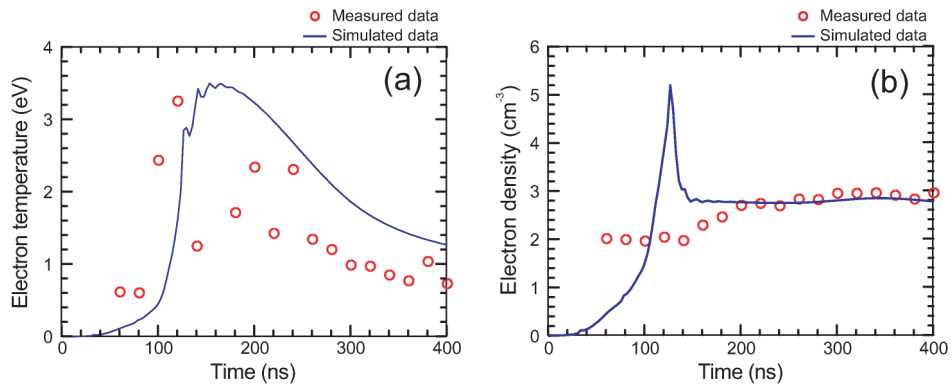 Measured data
Simulated data
(a)
Electron temperature (eV)
4
3
2
1
0
0
100
200
300
400
Time (ns)
Measured data
Simulated data
(b)
Electron density (cm⁻³)
6
5
4
3
2
1
0
0
100
200
300
400
Time (ns)